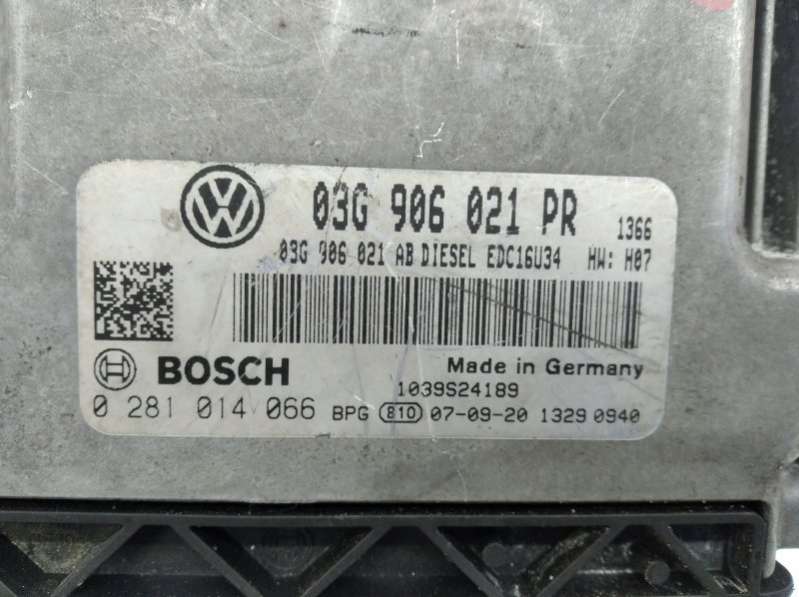 03G 906 021 PR 1366
03G 906 021 AB DIESEL EDC16U34 HW: H07
BOSCH Made in Germany
1039S24189
0 281 014 066 BPG 810 07-09-20 1329 0940